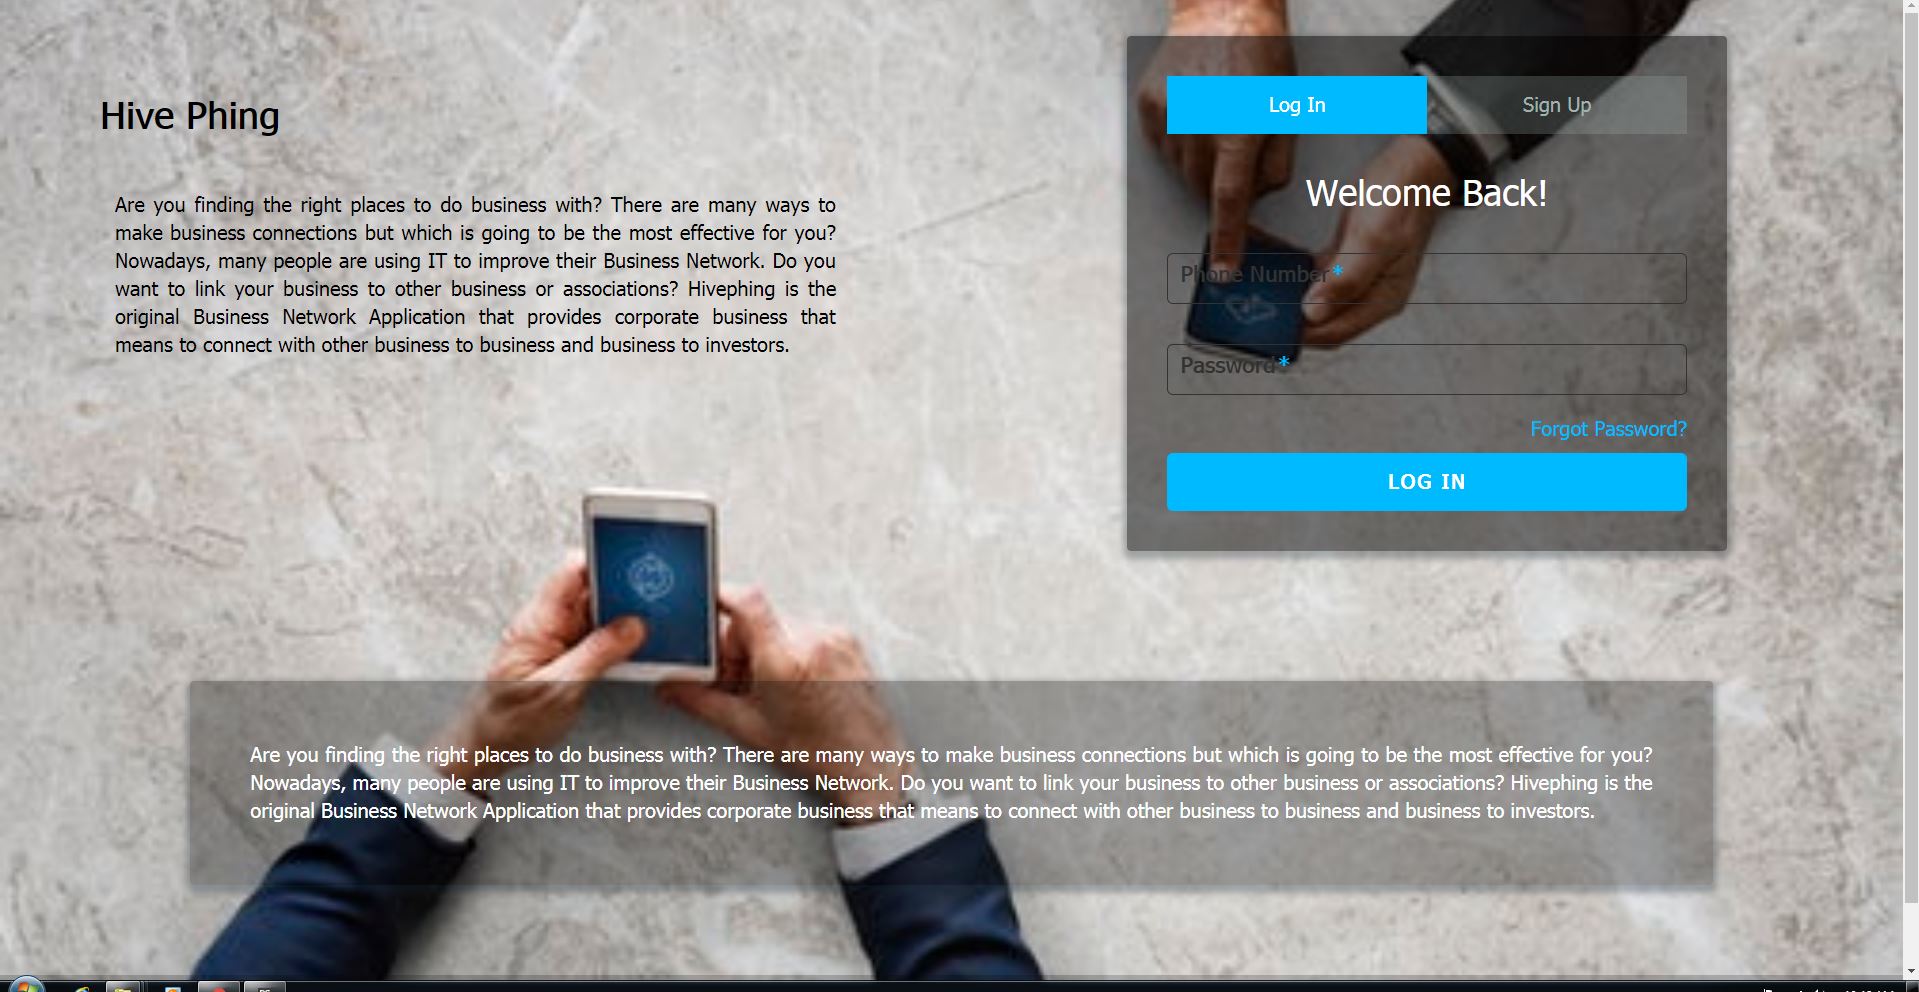 Hive Phing
Are you finding the right places to do business with? There are many ways to
make business connections but which is going to be the most effective for you?
Nowadays, many people are using IT to improve their Business Network. Do you
want to link your business to other business or associations? Hivephing is the
original Business Network Application that provides corporate business that
means to connect with other business to business and business to investors.
Log In
Sign Up
Welcome Back!
Phone Number*
Password*
Forgot Password?
LOG IN
Are you finding the right places to do business with? There are many ways to make business connections but which is going to be the most effective for you?
Nowadays, many people are using IT to improve their Business Network. Do you want to link your business to other business or associations? Hivephing is the
original Business Network Application that provides corporate business that means to connect with other business to business and business to investors.